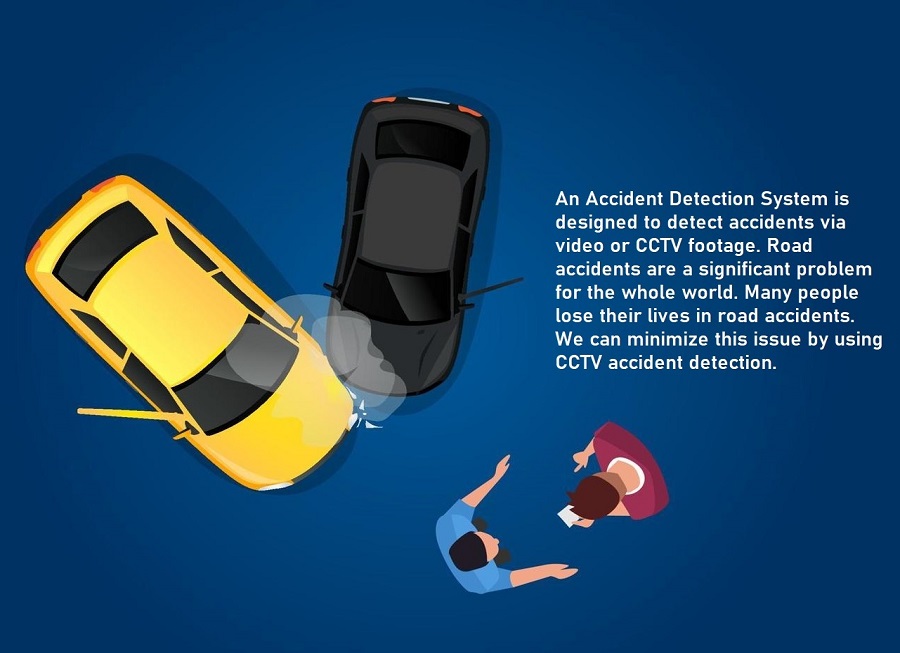 An Accident Detection System is
designed to detect accidents via
video or CCTV footage. Road
accidents are a significant problem
for the whole world. Many people
lose their lives in road accidents.
We can minimize this issue by using
CCTV accident detection.